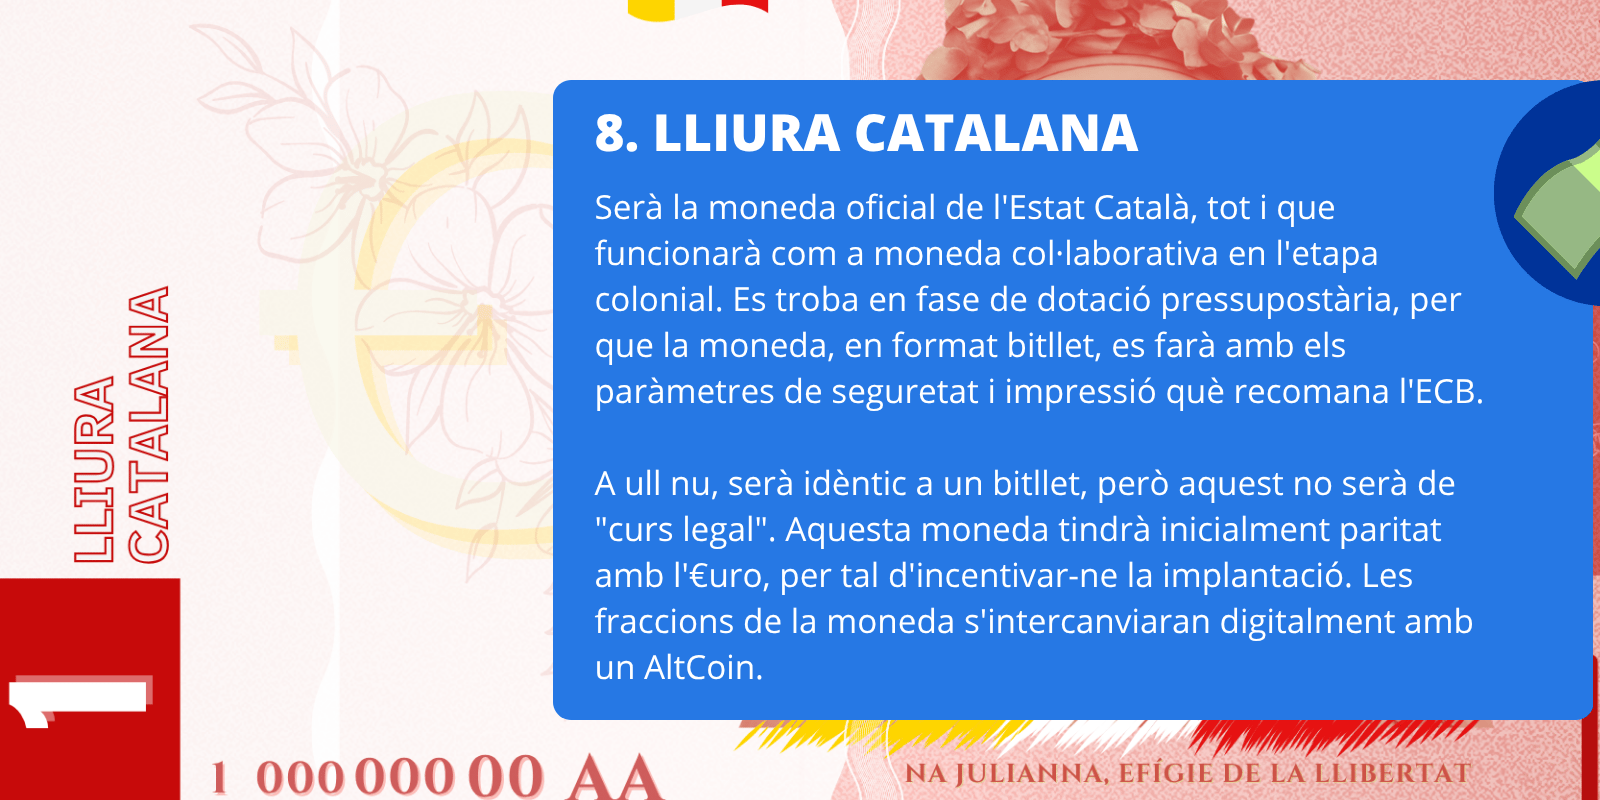 8. LLIURA CATALANA
Serà la moneda oficial de l'Estat Català, tot i que
funcionarà com a moneda col·laborativa en l'etapa
colonial. Es troba en fase de dotació pressupostària, per
que la moneda, en format bitllet, es farà amb els
paràmetres de seguretat i impressió què recomana l'ECB.
A ull nu, serà idèntic a un bitllet, però aquest no serà de
"curs legal". Aquesta moneda tindrà inicialment paritat
amb l'€uro, per tal d'incentivar-ne la implantació. Les
fraccions de la moneda s'intercanviaran digitalment amb
un AltCoin.
LLIURA
CATALANA
1
1 000 000 00 AA
NA JULIANNA, EFÍGIE DE LA LLIBERTAT